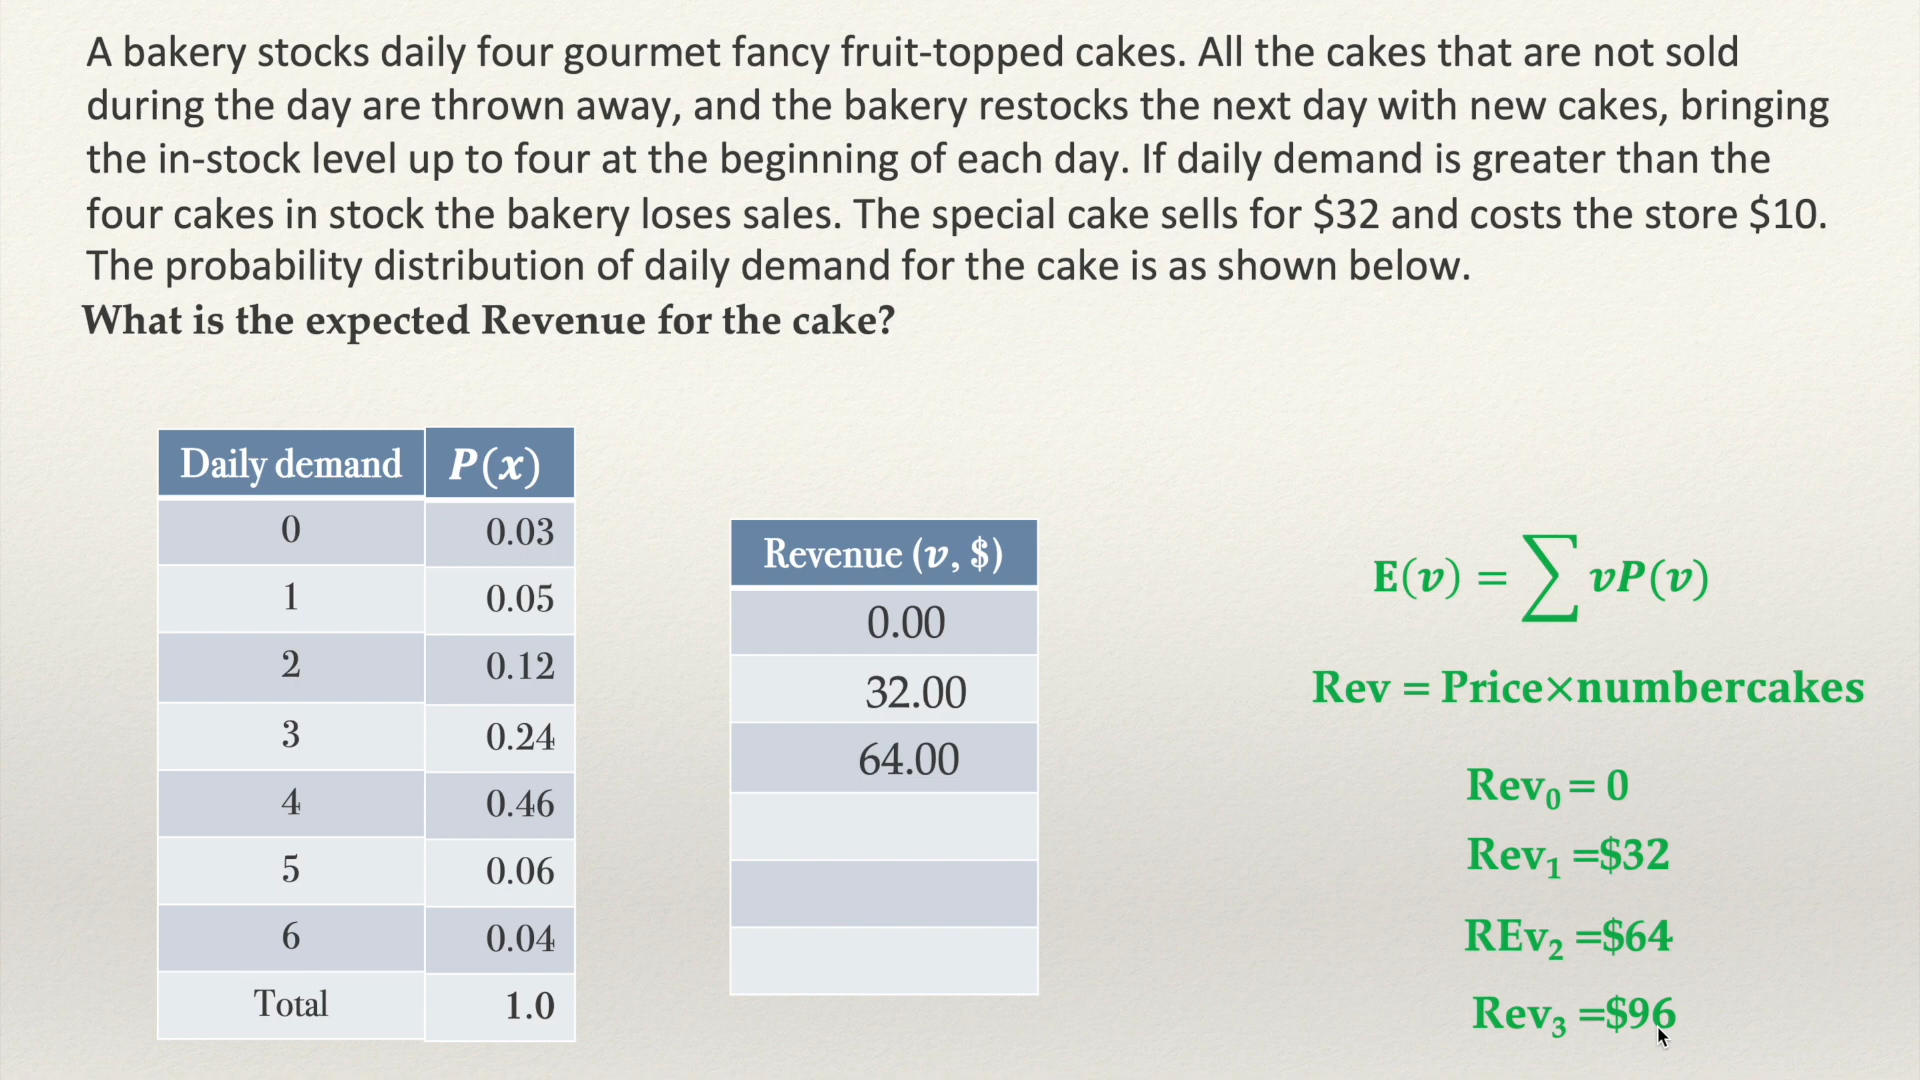 A bakery stocks daily four gourmet fancy fruit-topped cakes. All the cakes that are not sold
during the day are thrown away, and the bakery restocks the next day with new cakes, bringing
the in-stock level up to four at the beginning of each day. If daily demand is greater than the
four cakes in stock the bakery loses sales. The special cake sells for $32 and costs the store $10.
The probability distribution of daily demand for the cake is as shown below.
What is the expected Revenue for the cake?
Daily demand P(x)
0 0.03
1 0.05
2 0.12
3 0.24
4 0.46
5 0.06
6 0.04
Total 1.0
Revenue (v, $)
0.00
32.00
64.00
E(v) = ∑ vP(v)
Rev = Price×numbercakes
Rev₀ = 0
Rev₁ =$32
REv₂ =$64
Rev₃ =$96